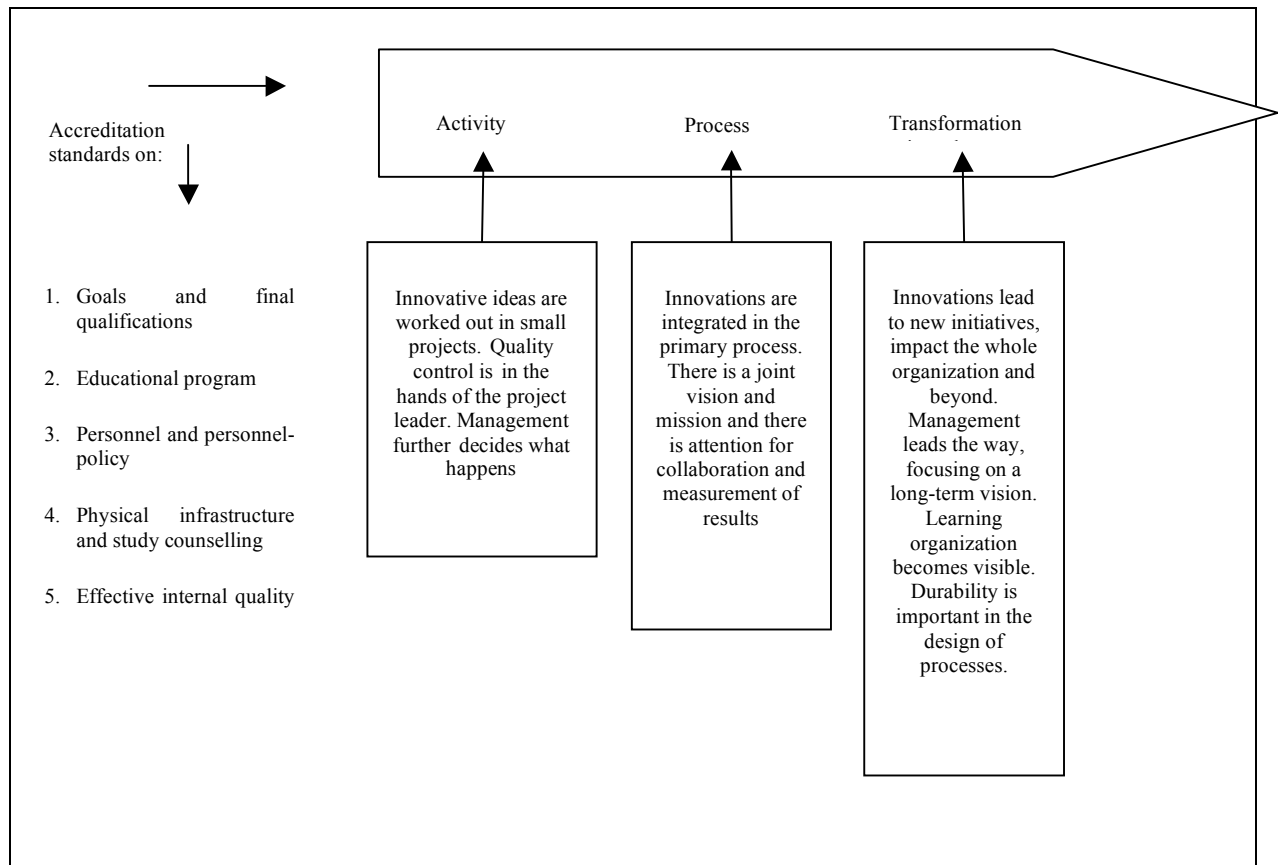 Accreditation
standards on:
Activity
Process
Transformation
1. Goals and final
qualifications
2. Educational program
3. Personnel and personnel-
policy
4. Physical infrastructure
and study counselling
5. Effective internal quality
Innovative ideas are
worked out in small
projects. Quality
control is in the
hands of the project
leader. Management
further decides what
happens
Innovations are
integrated in the
primary process.
There is a joint
vision and
mission and there
is attention for
collaboration and
measurement of
results
Innovations lead
to new initiatives,
impact the whole
organization and
beyond.
Management
leads the way,
focusing on a
long-term vision.
Learning
organization
becomes visible.
Durability is
important in the
design of
processes.